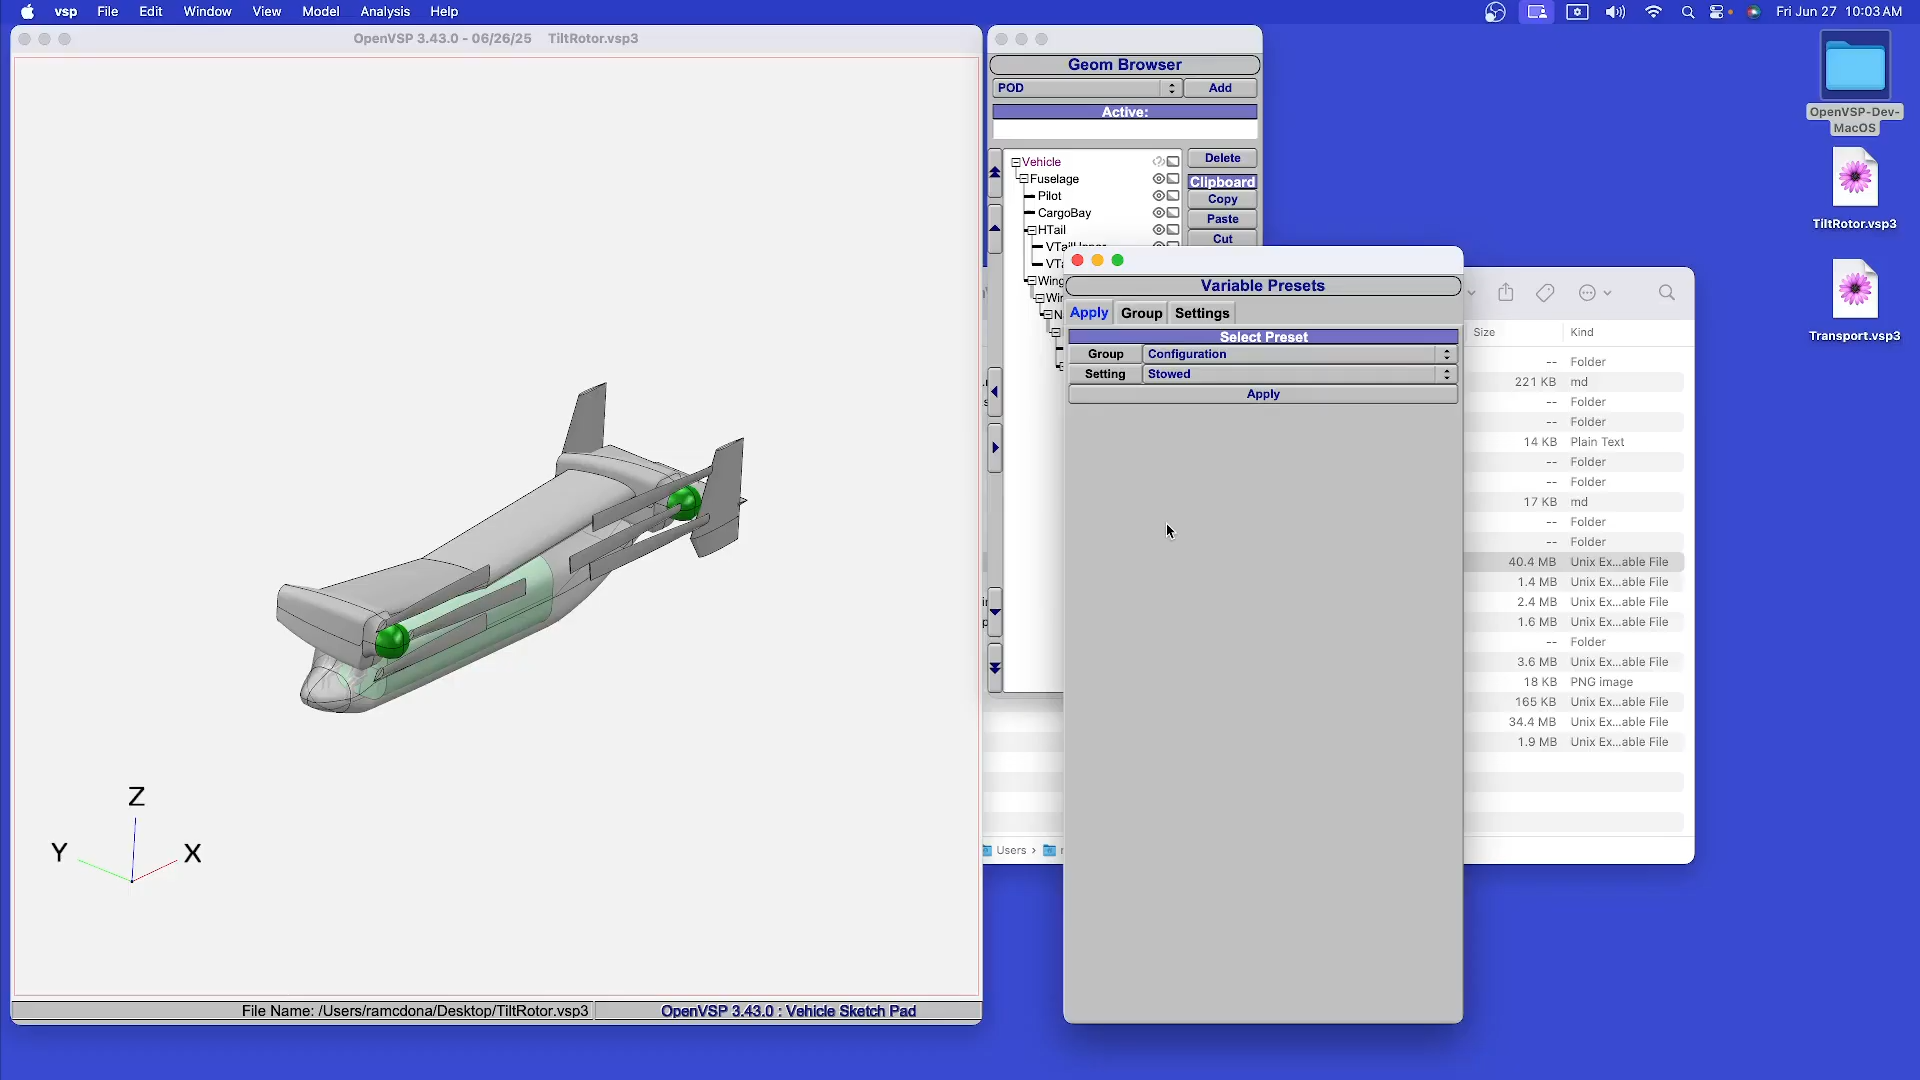 vsp File Edit Window View Model Analysis Help
Fri Jun 27 10:03 AM
OpenVSP 3.43.0 - 06/26/25 TiltRotor.vsp3
Z
Y
X
File Name: /Users/ramcdona/Desktop/TiltRotor.vsp3
OpenVSP 3.43.0 : Vehicle Sketch Pad
Geom Browser
POD
Add
Active:
Vehicle
Fuselage
Pilot
CargoBay
HTail
VTailUpper
Wing
Delete
Clipboard
Copy
Paste
Cut
Variable Presets
Apply Group Settings
Select Preset
Group Configuration
Setting Stowed
Apply
Size Kind
-- Folder
221 KB md
-- Folder
-- Folder
14 KB Plain Text
-- Folder
-- Folder
17 KB md
-- Folder
-- Folder
40.4 MB Unix Ex...able File
1.4 MB Unix Ex...able File
2.4 MB Unix Ex...able File
1.6 MB Unix Ex...able File
-- Folder
3.6 MB Unix Ex...able File
18 KB PNG image
165 KB Unix Ex...able File
34.4 MB Unix Ex...able File
1.9 MB Unix Ex...able File
Users ›
OpenVSP-Dev-
MacOS
TiltRotor.vsp3
Transport.vsp3